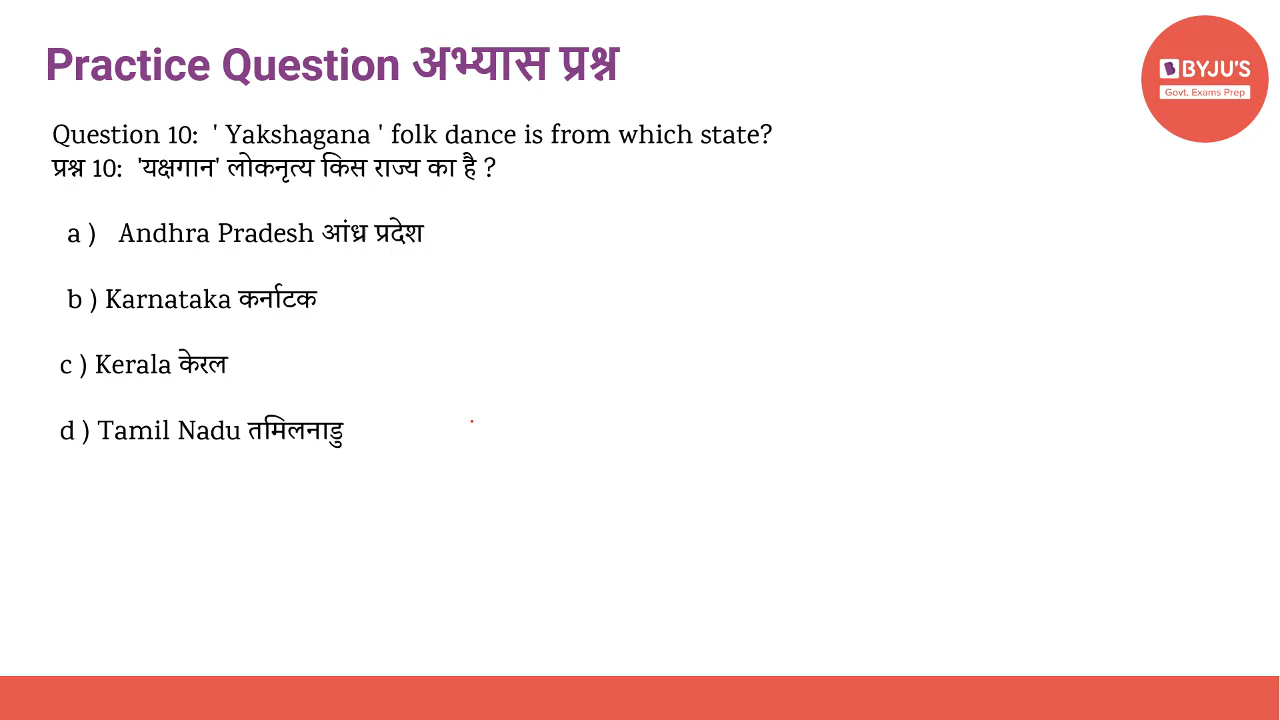 Practice Question अभ्यास प्रश्न
BYJU'S
Govt. Exams Prep
Question 10: ' Yakshagana ' folk dance is from which state?
प्रश्न 10: 'यक्षगान' लोकनृत्य किस राज्य का है ?
a ) Andhra Pradesh आंध्र प्रदेश
b ) Karnataka कर्नाटक
c ) Kerala केरल
d ) Tamil Nadu तमिलनाडु